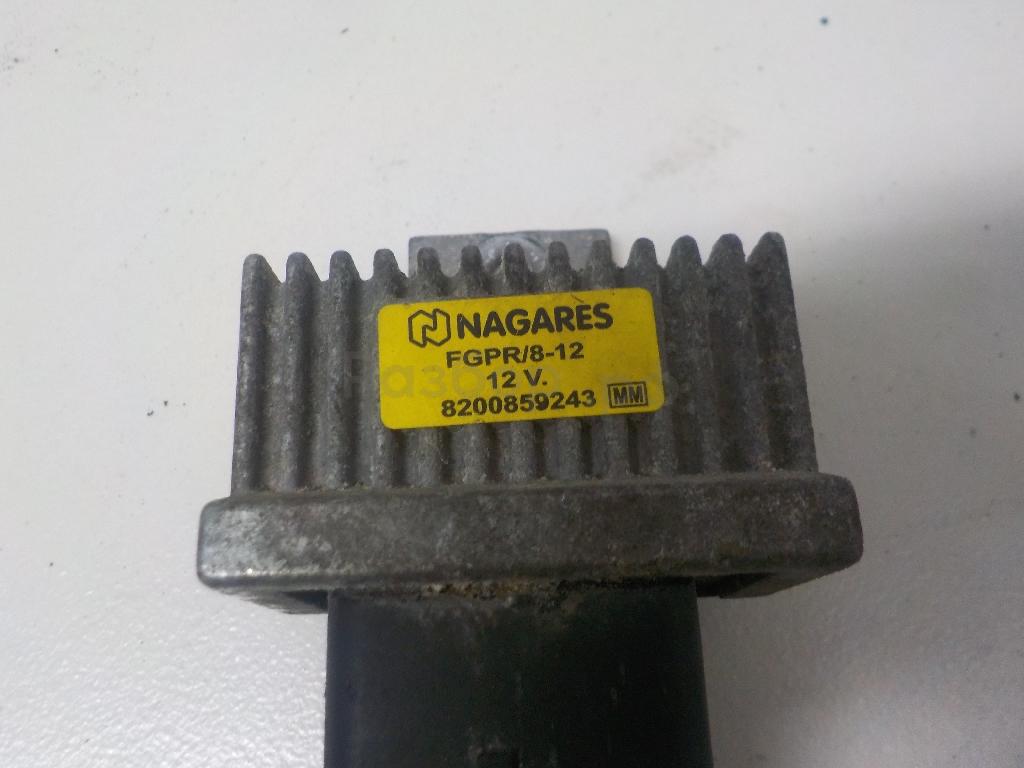 NAGARES
FGPR/8-12
12 V.
8200859243 MM